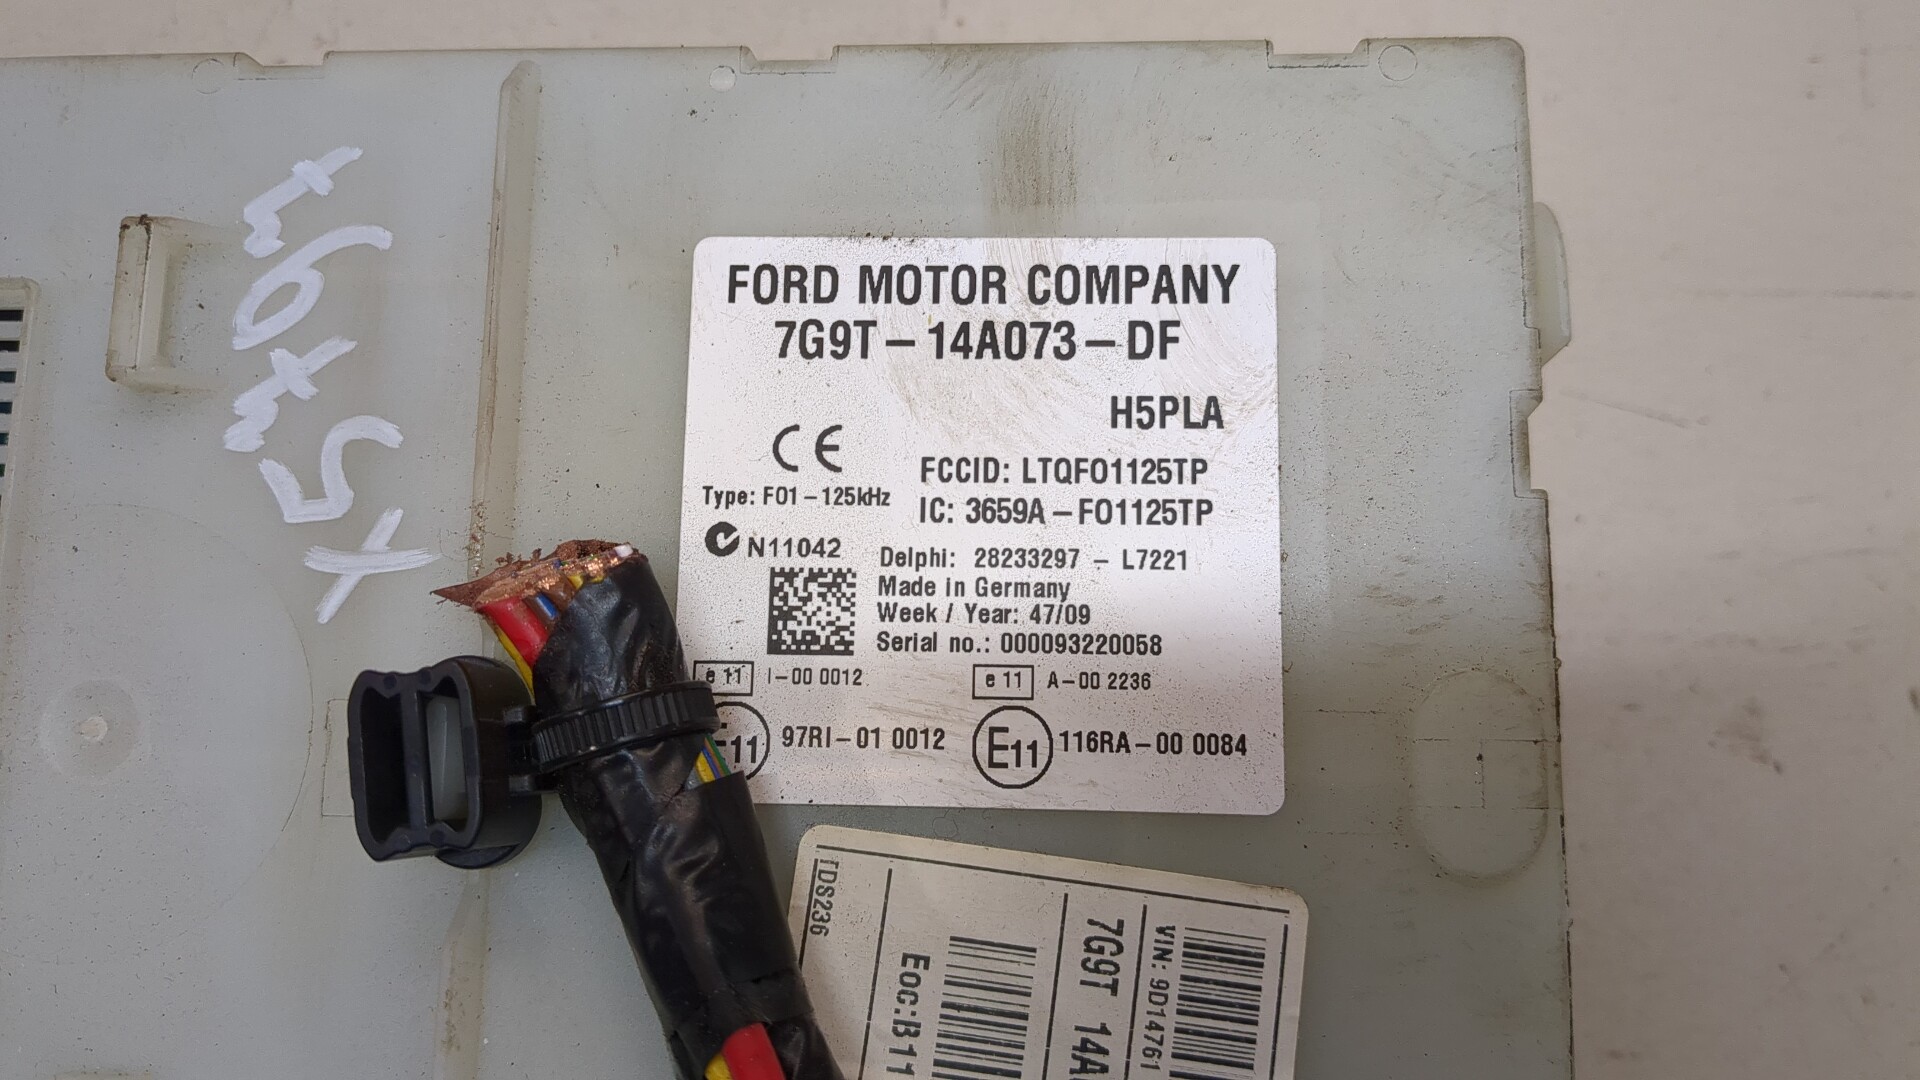 FORD MOTOR COMPANY
7G9T-14A073-DF
H5PLA
CE
FCCID: LTQFO1125TP
Type: F01-125kHz
IC: 3659A-FO1125TP
N11042
Delphi: 28233297 - L7221
Made in Germany
Week / Year: 47/09
Serial no.: 000093220058
e 11 I-00 0012
e 11 A-00 2236
E11 97RI-01 0012
E11 116RA-00 0084
TDS236
Eoc:B11
7G9T 14A
VIN: 9D14761